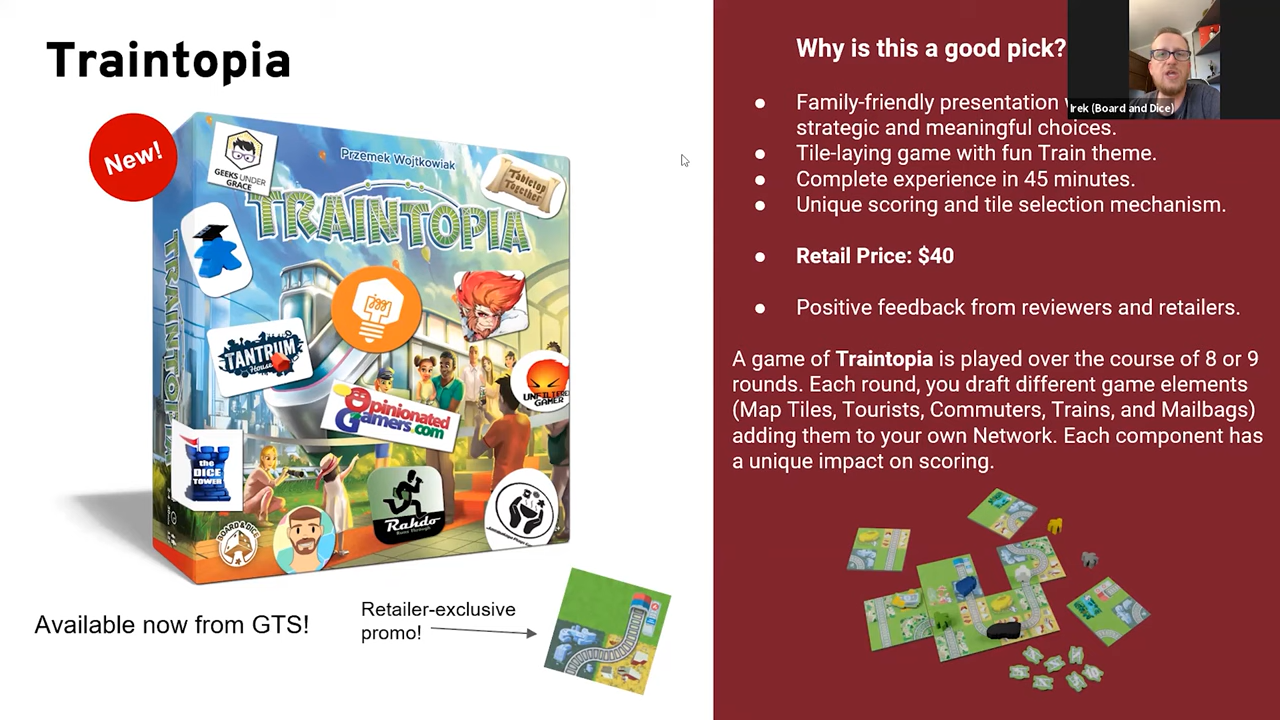 Traintopia
New!
GEEKS UNDER
GRACE
Przemek Wojtkowiak
Tabletop
Together
TRAINTOPIA
TRAINTOPIA
TANTRUM
House
Opinionated
Gamers.com
UNFILTERED
GAMER
the
DICE
TOWER
Rahdo
Runs Through
BOARD & DICE
Available now from GTS!
Retailer-exclusive
promo!
Why is this a good pick?
Irek (Board and Dice)
Family-friendly presentation
strategic and meaningful choices.
Tile-laying game with fun Train theme.
Complete experience in 45 minutes.
Unique scoring and tile selection mechanism.
Retail Price: $40
Positive feedback from reviewers and retailers.
A game of Traintopia is played over the course of 8 or 9
rounds. Each round, you draft different game elements
(Map Tiles, Tourists, Commuters, Trains, and Mailbags)
adding them to your own Network. Each component has
a unique impact on scoring.